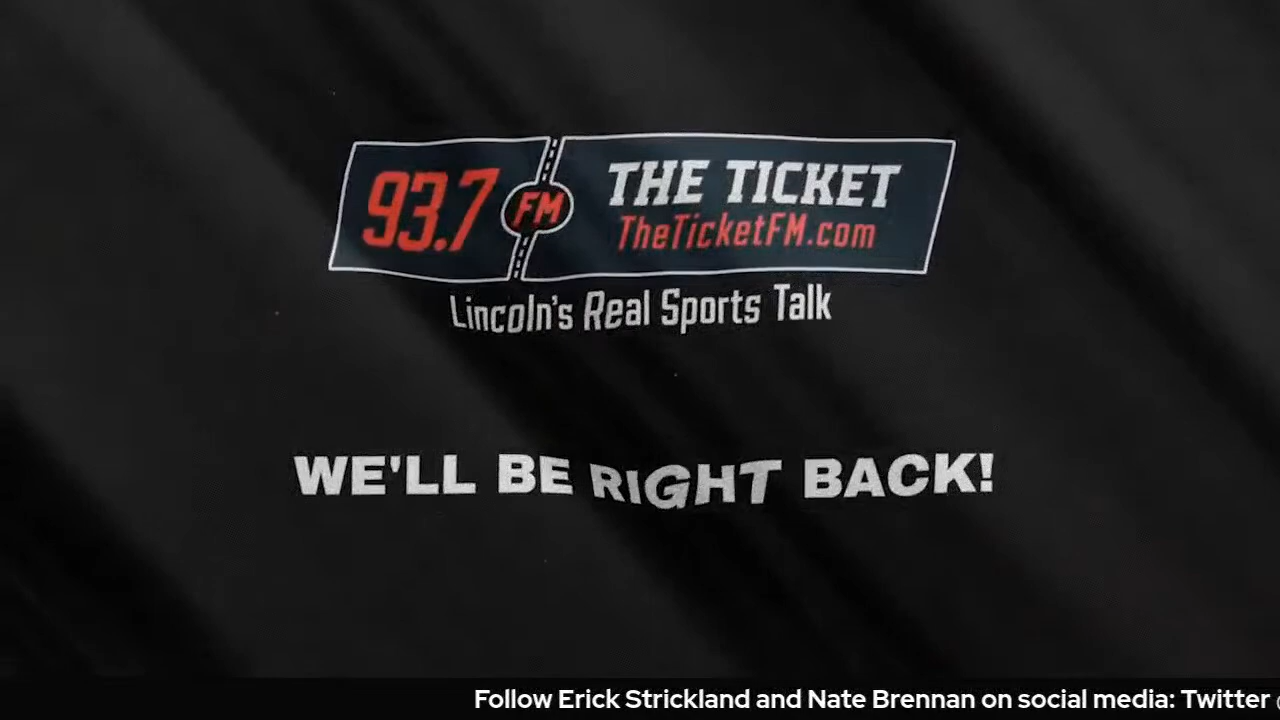 93.7 FM THE TICKET
TheTicketFM.com
Lincoln's Real Sports Talk
WE'LL BE RIGHT BACK!
Follow Erick Strickland and Nate Brennan on social media: Twitter